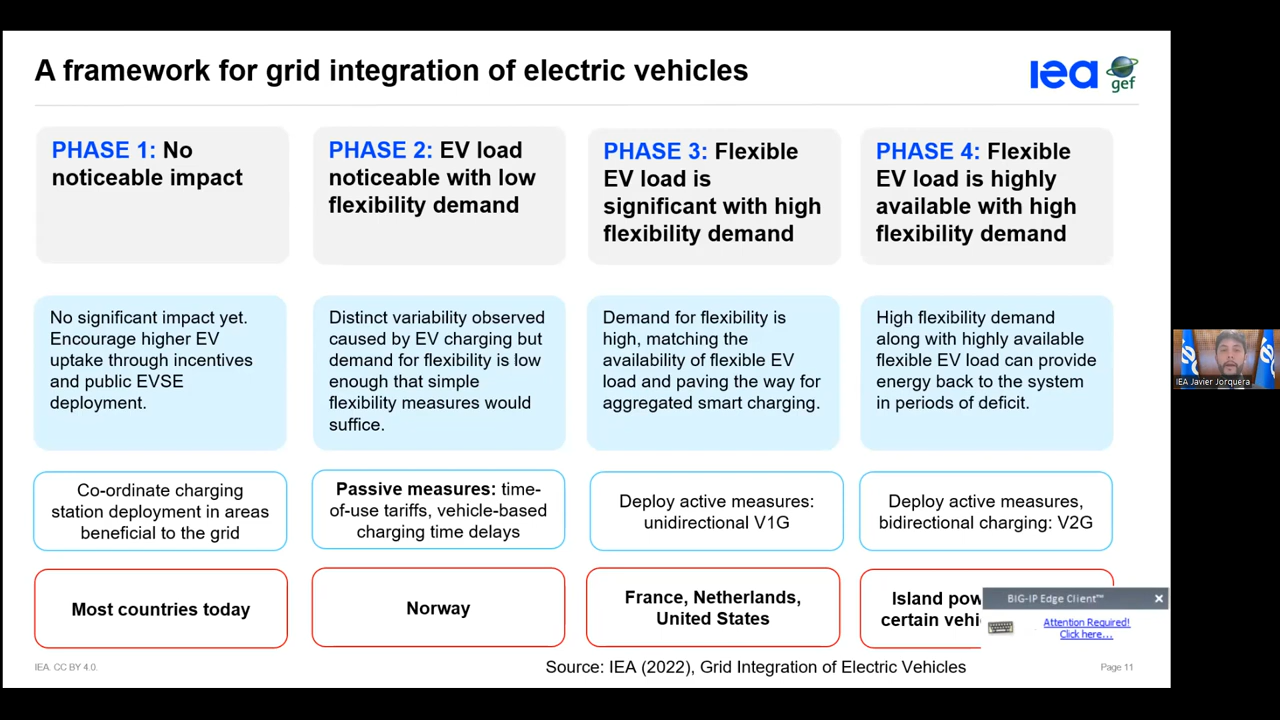 A framework for grid integration of electric vehicles
iea
gef
PHASE 1: No
noticeable impact
PHASE 2: EV load
noticeable with low
flexibility demand
PHASE 3: Flexible
EV load is
significant with high
flexibility demand
PHASE 4: Flexible
EV load is highly
available with high
flexibility demand
No significant impact yet.
Encourage higher EV
uptake through incentives
and public EVSE
deployment.
Distinct variability observed
caused by EV charging but
demand for flexibility is low
enough that simple
flexibility measures would
suffice.
Demand for flexibility is
high, matching the
availability of flexible EV
load and paving the way for
aggregated smart charging.
High flexibility demand
along with highly available
flexible EV load can provide
energy back to the system
in periods of deficit.
Co-ordinate charging
station deployment in areas
beneficial to the grid
Passive measures: time-
of-use tariffs, vehicle-based
charging time delays
Deploy active measures:
unidirectional V1G
Deploy active measures,
bidirectional charging: V2G
Most countries today
Norway
France, Netherlands,
United States
Island
certain
BIG-IP Edge Client™
Attention Required!
Click here...
IEA. CC BY 4.0.
Source: IEA (2022), Grid Integration of Electric Vehicles
Page 11
IEA Javier Jorquera